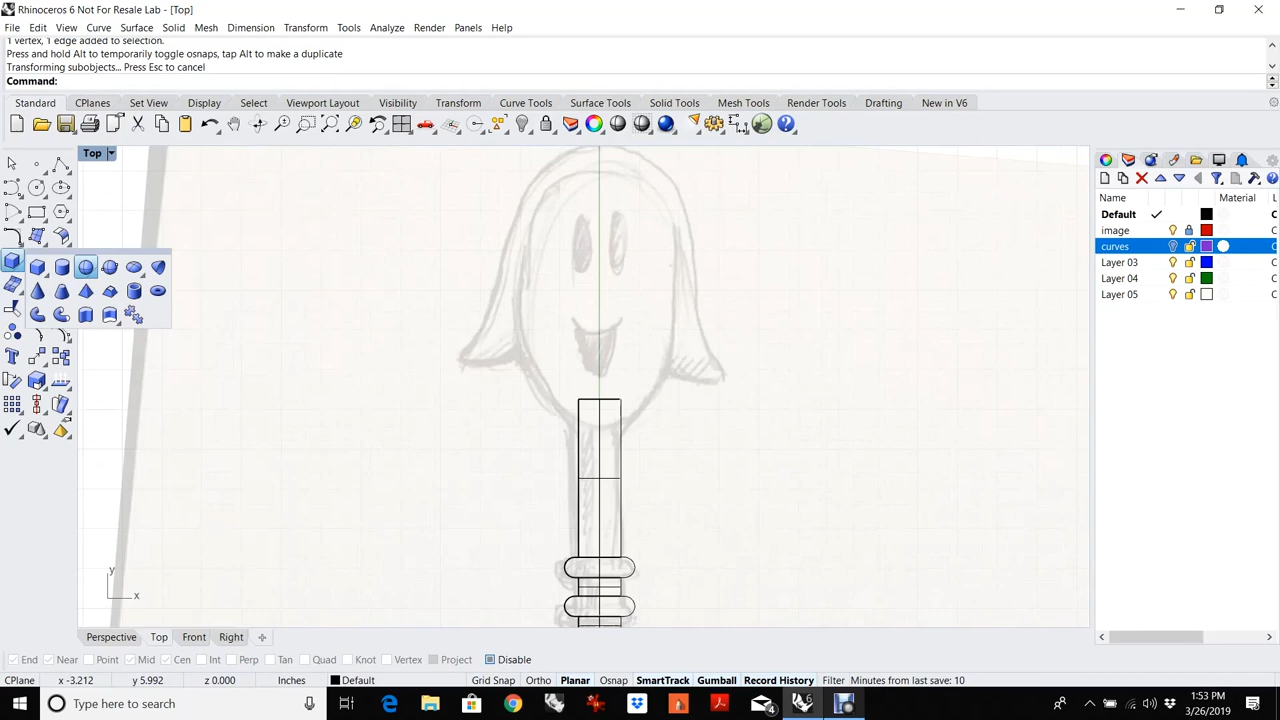 Rhinoceros 6 Not For Resale Lab - [Top]
File Edit View Curve Surface Solid Mesh Dimension Transform Tools Analyze Render Panels Help
1 vertex, 1 edge added to selection.
Press and hold Alt to temporarily toggle osnaps, tap Alt to make a duplicate
Transforming subobjects... Press Esc to cancel
Command:
Standard CPlanes Set View Display Select Viewport Layout Visibility Transform Curve Tools Surface Tools Solid Tools Mesh Tools Render Tools Drafting New in V6
Top
Name Material L
Default C
image C
curves C
Layer 03 C
Layer 04 C
Layer 05 C
y
x
Perspective Top Front Right
End Near Point Mid Cen Int Perp Tan Quad Knot Vertex Project Disable
CPlane x -3.212 y 5.992 z 0.000 Inches Default Grid Snap Ortho Planar Osnap SmartTrack Gumball Record History Filter Minutes from last save: 10
Type here to search
4
1:53 PM
3/26/2019